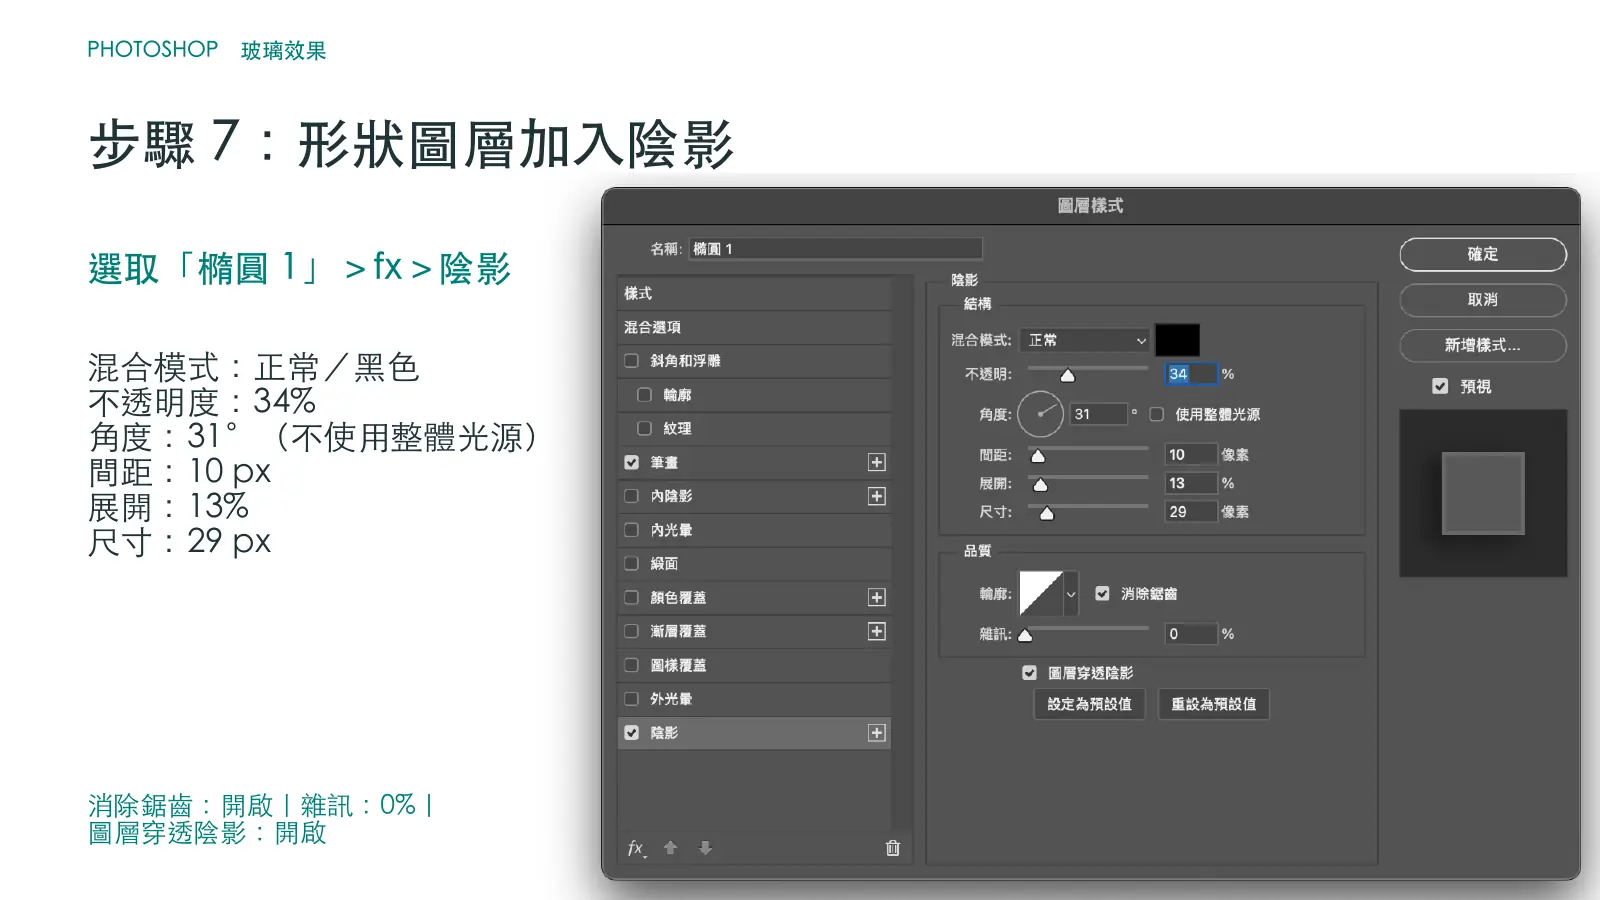 PHOTOSHOP 玻璃效果
步驟 7：形狀圖層加入陰影
選取「橢圓 1」 > fx > 陰影
混合模式：正常／黑色
不透明度：34%
角度：31° （不使用整體光源）
間距：10 px
展開：13%
尺寸：29 px
消除鋸齒：開啟 | 雜訊：0% |
圖層穿透陰影：開啟
圖層樣式
名稱: 橢圓 1
樣式
混合選項
斜角和浮雕
輪廓
紋理
筆畫
內陰影
內光暈
緞面
顏色覆蓋
漸層覆蓋
圖樣覆蓋
外光暈
陰影
fx
陰影
結構
混合模式: 正常
不透明: 34 %
角度: 31 ° 使用整體光源
間距: 10 像素
展開: 13 %
尺寸: 29 像素
品質
輪廓: 消除鋸齒
雜訊: 0 %
圖層穿透陰影
設定為預設值 重設為預設值
確定
取消
新增樣式...
預視